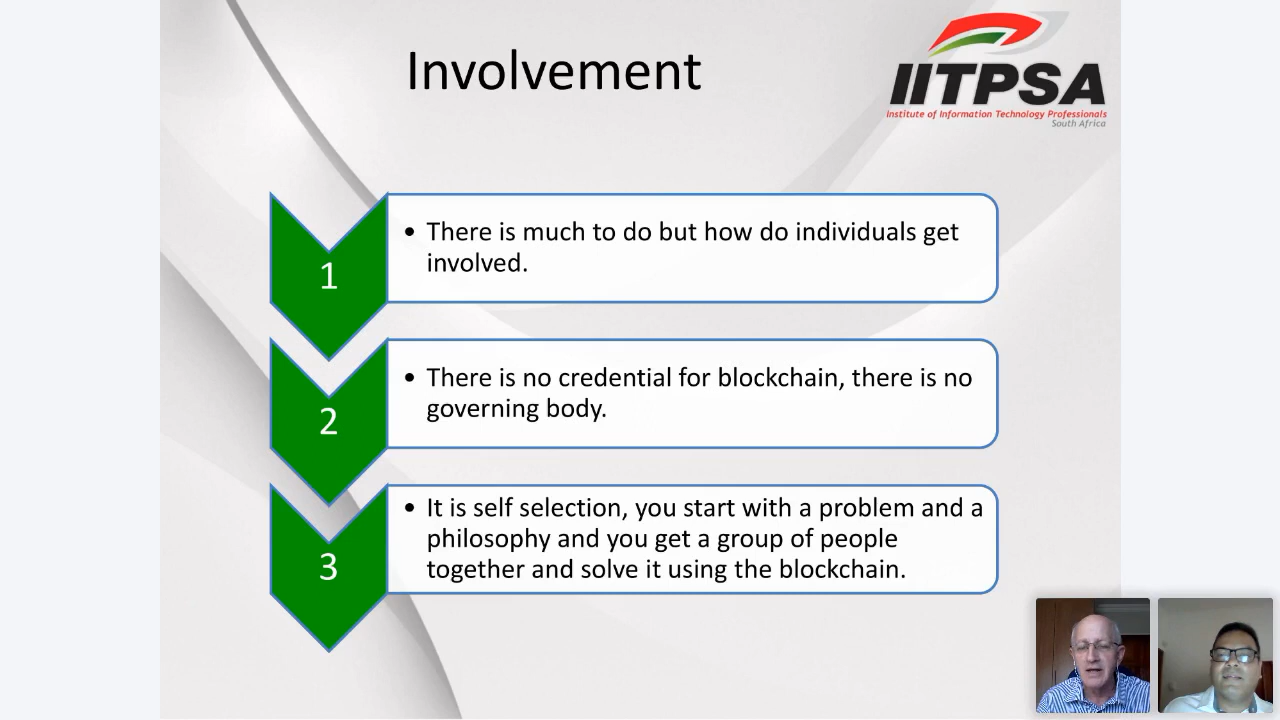 Involvement
IITPSA
Institute of Information Technology Professionals
South Africa
1
• There is much to do but how do individuals get
involved.
2
• There is no credential for blockchain, there is no
governing body.
3
• It is self selection, you start with a problem and a
philosophy and you get a group of people
together and solve it using the blockchain.